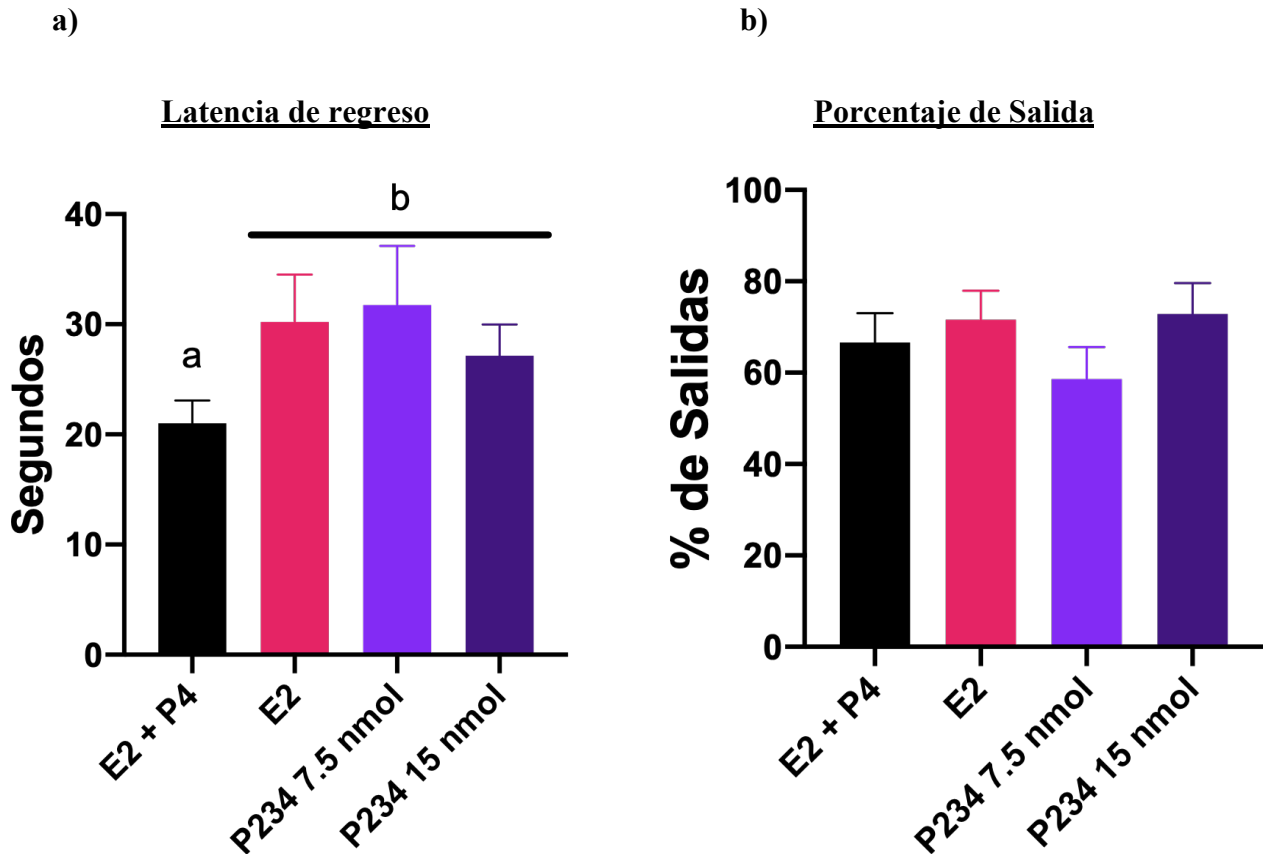 a)
Latencia de regreso
b
a
Segundos
40
30
20
10
0
E2 + P4
E2
P234 7.5 nmol
P234 15 nmol
b)
Porcentaje de Salida
% de Salidas
100
80
60
40
20
0
E2 + P4
E2
P234 7.5 nmol
P234 15 nmol